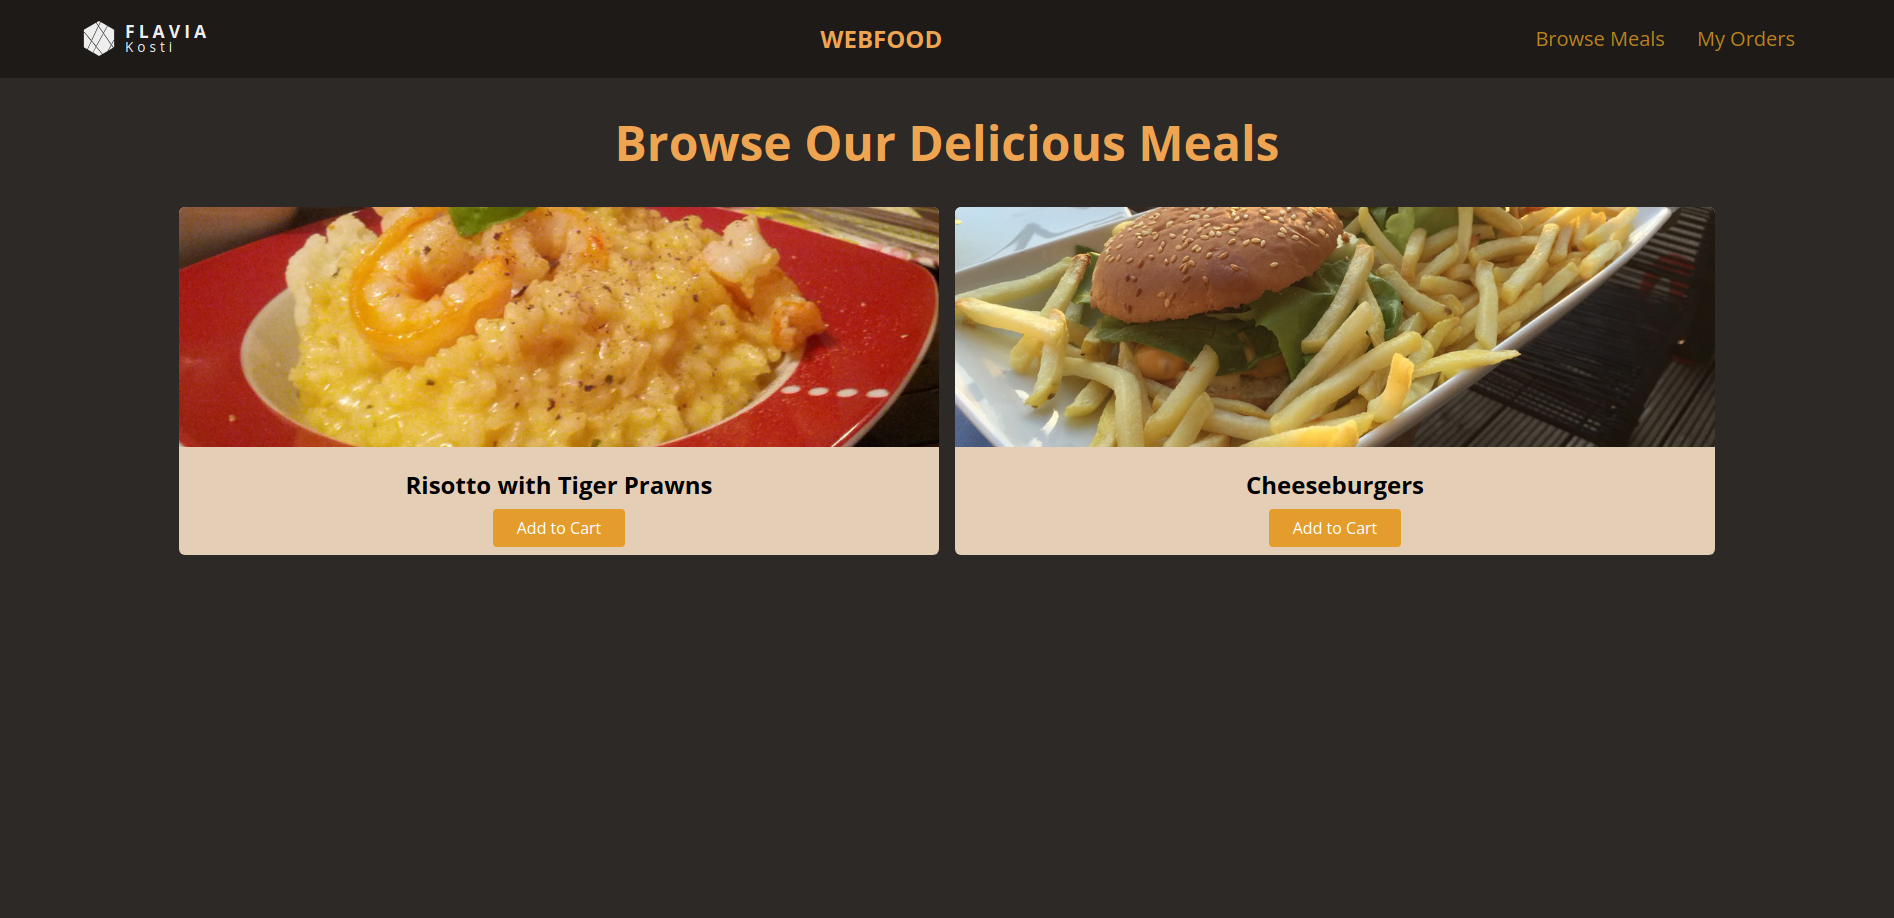 FLAVIA
Kosti
WEBFOOD
Browse Meals
My Orders
Browse Our Delicious Meals
Risotto with Tiger Prawns
Add to Cart
Cheeseburgers
Add to Cart